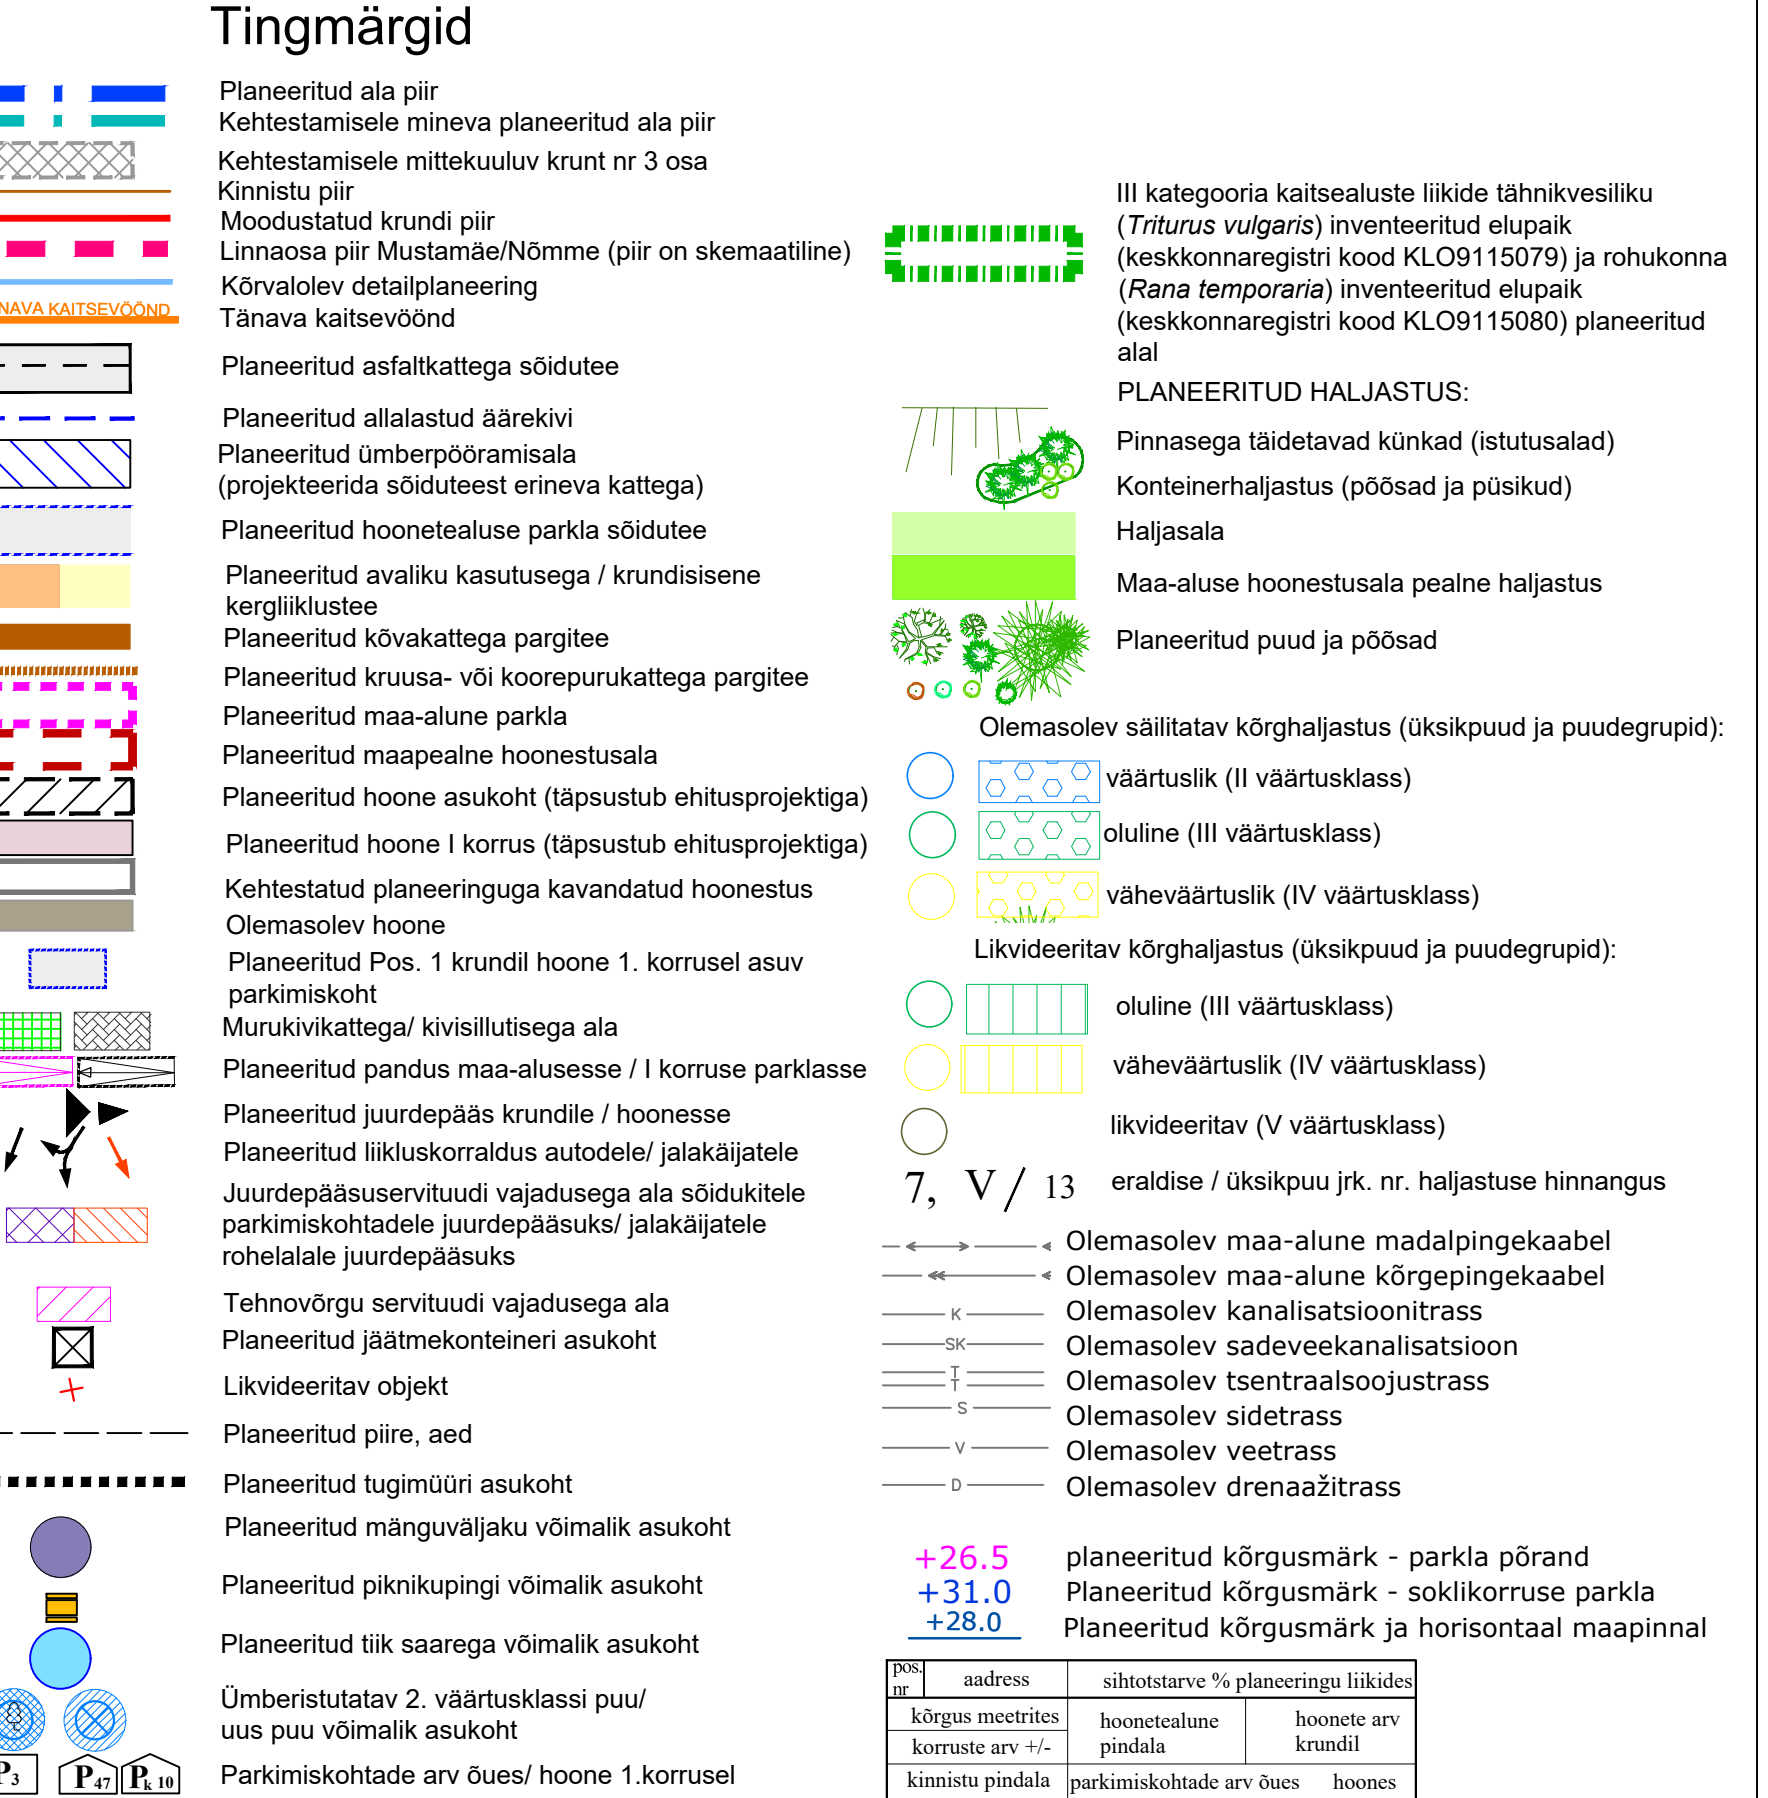 Tingmärgid
Planeeritud ala piir
Kehtestamisele mineva planeeritud ala piir
Kehtestamisele mittekuuluv krunt nr 3 osa
Kinnistu piir
Moodustatud krundi piir
Linnaosa piir Mustamäe/Nõmme (piir on skemaatiline)
Kõrvalolev detailplaneering
KAITSEVÖÖND
Tänava kaitsevöönd
Planeeritud asfaltkattega sõidutee
Planeeritud allalastud äärekivi
Planeeritud ümberpööramisala
(projekteerida sõiduteest erineva kattega)
Planeeritud hoonetealuse parkla sõidutee
Planeeritud avaliku kasutusega / krundisisene
kergliiklustee
Planeeritud kõvakattega pargitee
Planeeritud kruusa- või koorepurukattega pargitee
Planeeritud maa-alune parkla
Planeeritud maapealne hoonestusala
Planeeritud hoone asukoht (täpsustub ehitusprojektiga)
Planeeritud hoone I korrus (täpsustub ehitusprojektiga)
Kehtestatud planeeringuga kavandatud hoonestus
Olemasolev hoone
Planeeritud Pos. 1 krundil hoone 1. korrusel asuv
parkimiskoht
Murukivikattega/ kivisillutisega ala
Planeeritud pandus maa-alusesse / I korruse parklasse
Planeeritud juurdepääs krundile / hoonesse
Planeeritud liikluskorraldus autodele/ jalakäijatele
Juurdepääsuservituudi vajadusega ala sõidukitele
parkimiskohtadele juurdepääsuks/ jalakäijatele
rohelalale juurdepääsuks
Tehnovõrgu servituudi vajadusega ala
Planeeritud jäätmekonteineri asukoht
Likvideeritav objekt
Planeeritud piire, aed
Planeeritud tugimüüri asukoht
Planeeritud mänguväljaku võimalik asukoht
Planeeritud piknikupingi võimalik asukoht
Planeeritud tiik saarega võimalik asukoht
Ümberistutatav 2. väärtusklassi puu/
uus puu võimalik asukoht
P3 P47 Pk 10 Parkimiskohtade arv õues/ hoone 1.korrusel
III kategooria kaitsealuste liikide tähnikvesiliku
(Triturus vulgaris) inventeeritud elupaik
(keskkonnaregistri kood KLO9115079) ja rohukonna
(Rana temporaria) inventeeritud elupaik
(keskkonnaregistri kood KLO9115080) planeeritud
alal
PLANEERITUD HALJASTUS:
Pinnasega täidetavad künkad (istutusalad)
Konteinerhaljastus (põõsad ja püsikud)
Haljasala
Maa-aluse hoonestusala pealne haljastus
Planeeritud puud ja põõsad
Olemasolev säilitatav kõrghaljastus (üksikpuud ja puudegrupid):
väärtuslik (II väärtusklass)
oluline (III väärtusklass)
väheväärtuslik (IV väärtusklass)
Likvideeritav kõrghaljastus (üksikpuud ja puudegrupid):
oluline (III väärtusklass)
väheväärtuslik (IV väärtusklass)
likvideeritav (V väärtusklass)
7, V / 13 eraldise / üksikpuu jrk. nr. haljastuse hinnangus
Olemasolev maa-alune madalpingekaabel
Olemasolev maa-alune kõrgepingekaabel
K Olemasolev kanalisatsioonitrass
SK Olemasolev sadeveekanalisatsioon
T T Olemasolev tsentraalsoojustrass
S Olemasolev sidetrass
V Olemasolev veetrass
D Olemasolev drenaažitrass
+26.5 planeeritud kõrgusmärk - parkla põrand
+31.0 Planeeritud kõrgusmärk - soklikorruse parkla
+28.0 Planeeritud kõrgusmärk ja horisontaal maapinnal
pos. nr aadress sihtotstarve % planeeringu liikides
kõrgus meetrites
korruste arv +/-
hoonetealune pindala
hoonete arv krundil
kinnistu pindala parkimiskohtade arv õues hoones